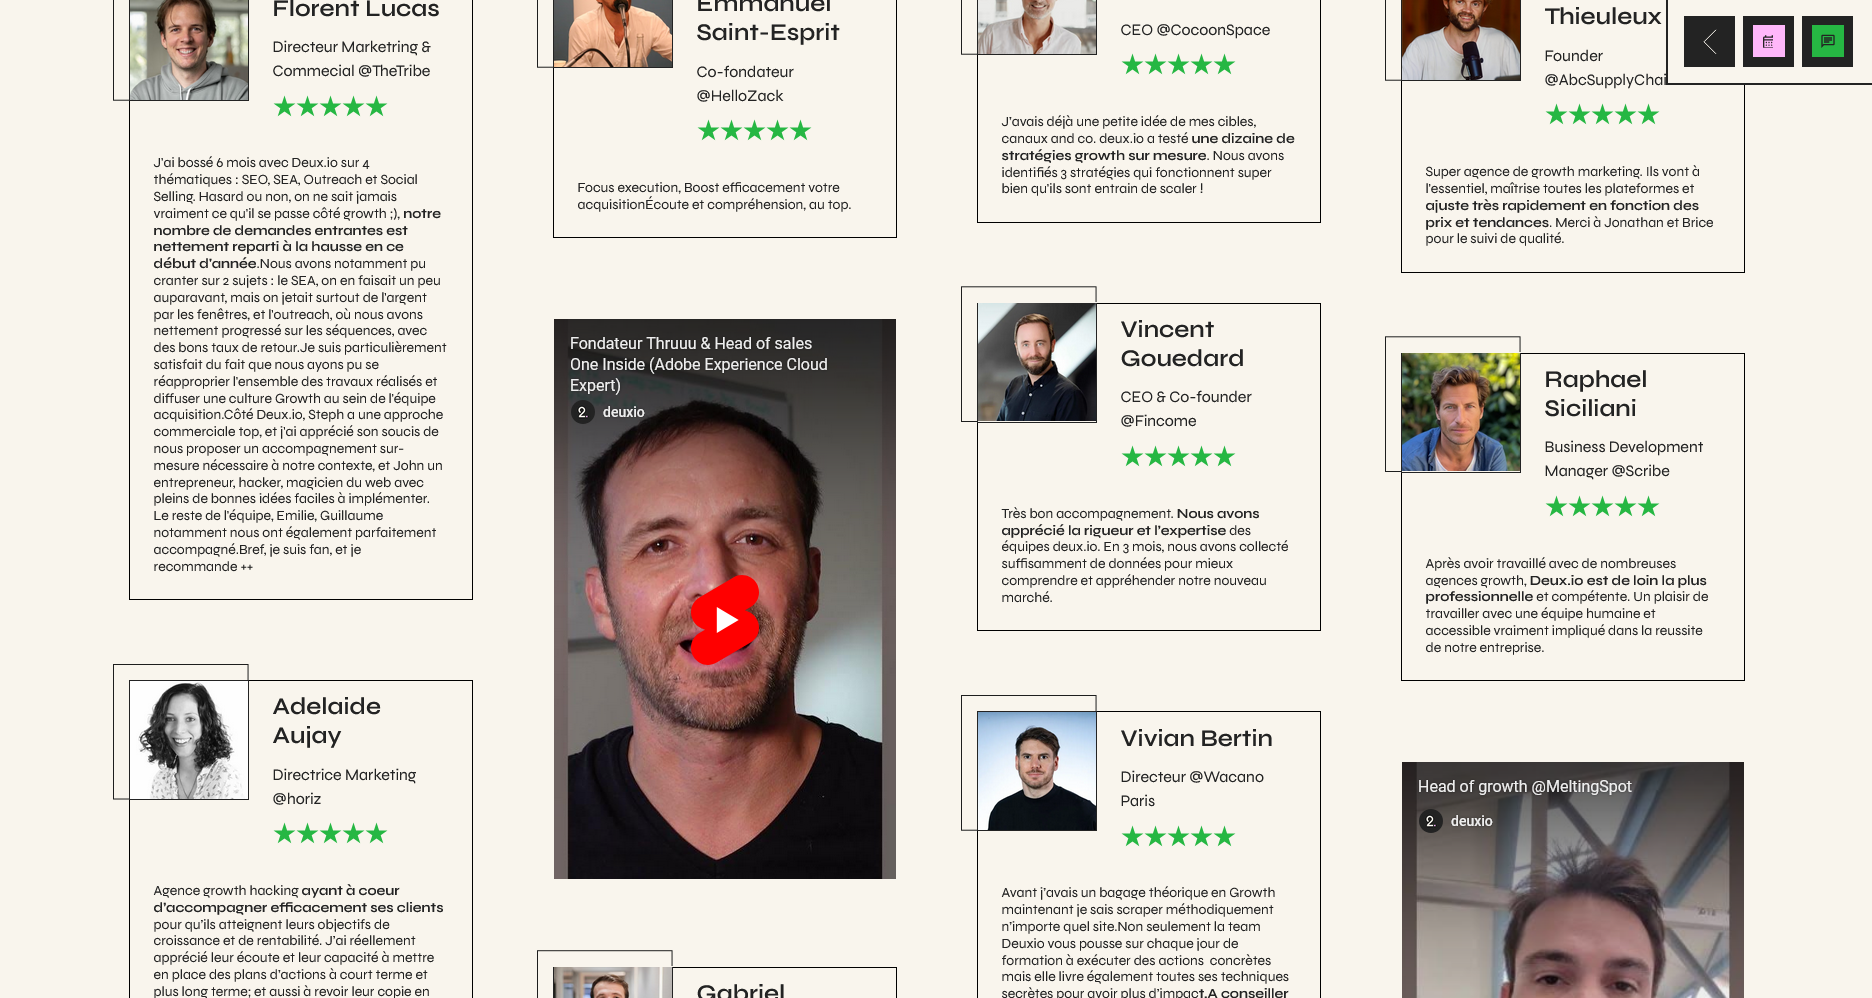 Florent Lucas
Directeur Marketring &
Commecial @TheTribe
J'ai bossé 6 mois avec Deux.io sur 4
thématiques : SEO, SEA, Outreach et Social
Selling. Hasard ou non, on ne sait jamais
vraiment ce qu'il se passe côté growth ;), notre
nombre de demandes entrantes est
nettement reparti à la hausse en ce
début d'année.Nous avons notamment pu
cranter sur 2 sujets : le SEA, on en faisait un peu
auparavant, mais on jetait surtout de l'argent
par les fenêtres, et l'outreach, où nous avons
nettement progressé sur les séquences, avec
des bons taux de retour.Je suis particulièrement
satisfait du fait que nous ayons pu se
réapproprier l'ensemble des travaux réalisés et
diffuser une culture Growth au sein de l'équipe
acquisition.Côté Deux.io, Steph a une approche
commerciale top, et j'ai apprécié son soucis de
nous proposer un accompagnement sur-
mesure nécessaire à notre contexte, et John un
entrepreneur, hacker, magicien du web avec
pleins de bonnes idées faciles à implémenter.
Le reste de l'équipe, Emilie, Guillaume
notamment nous ont également parfaitement
accompagné.Bref, je suis fan, et je
recommande ++
Adelaide
Aujay
Directrice Marketing
@horiz
Agence growth hacking ayant à coeur
d'accompagner efficacement ses clients
pour qu'ils atteignent leurs objectifs de
croissance et de rentabilité. J'ai réellement
apprécié leur écoute et leur capacité à mettre
en place des plans d'actions à court terme et
plus long terme; et aussi à revoir leur copie en
Emmanuel
Saint-Esprit
Co-fondateur
@HelloZack
Focus execution, Boost efficacement votre
acquisitionÉcoute et compréhension, au top.
Fondateur Thruuu & Head of sales
One Inside (Adobe Experience Cloud
Expert)
2. deuxio
Gabriel
CEO @CocoonSpace
J'avais déjà une petite idée de mes cibles,
canaux and co. deux.io a testé une dizaine de
stratégies growth sur mesure. Nous avons
identifiés 3 stratégies qui fonctionnent super
bien qu'ils sont entrain de scaler !
Vincent
Gouedard
CEO & Co-founder
@Fincome
Très bon accompagnement. Nous avons
apprécié la rigueur et l'expertise des
équipes deux.io. En 3 mois, nous avons collecté
suffisamment de données pour mieux
comprendre et appréhender notre nouveau
marché.
Vivian Bertin
Directeur @Wacano
Paris
Avant j'avais un bagage théorique en Growth
maintenant je sais scraper méthodiquement
n'importe quel site.Non seulement la team
Deuxio vous pousse sur chaque jour de
formation à exécuter des actions concrètes
mais elle livre également toutes ses techniques
secrètes pour avoir plus d'impact.A conseiller
Thieuleux
Founder
@AbcSupplyChai
Super agence de growth marketing. Ils vont à
l'essentiel, maîtrise toutes les plateformes et
ajuste très rapidement en fonction des
prix et tendances. Merci à Jonathan et Brice
pour le suivi de qualité.
Raphael
Siciliani
Business Development
Manager @Scribe
Après avoir travaillé avec de nombreuses
agences growth, Deux.io est de loin la plus
professionnelle et compétente. Un plaisir de
travailler avec une équipe humaine et
accessible vraiment impliqué dans la reussite
de notre entreprise.
Head of growth @MeltingSpot
2. deuxio